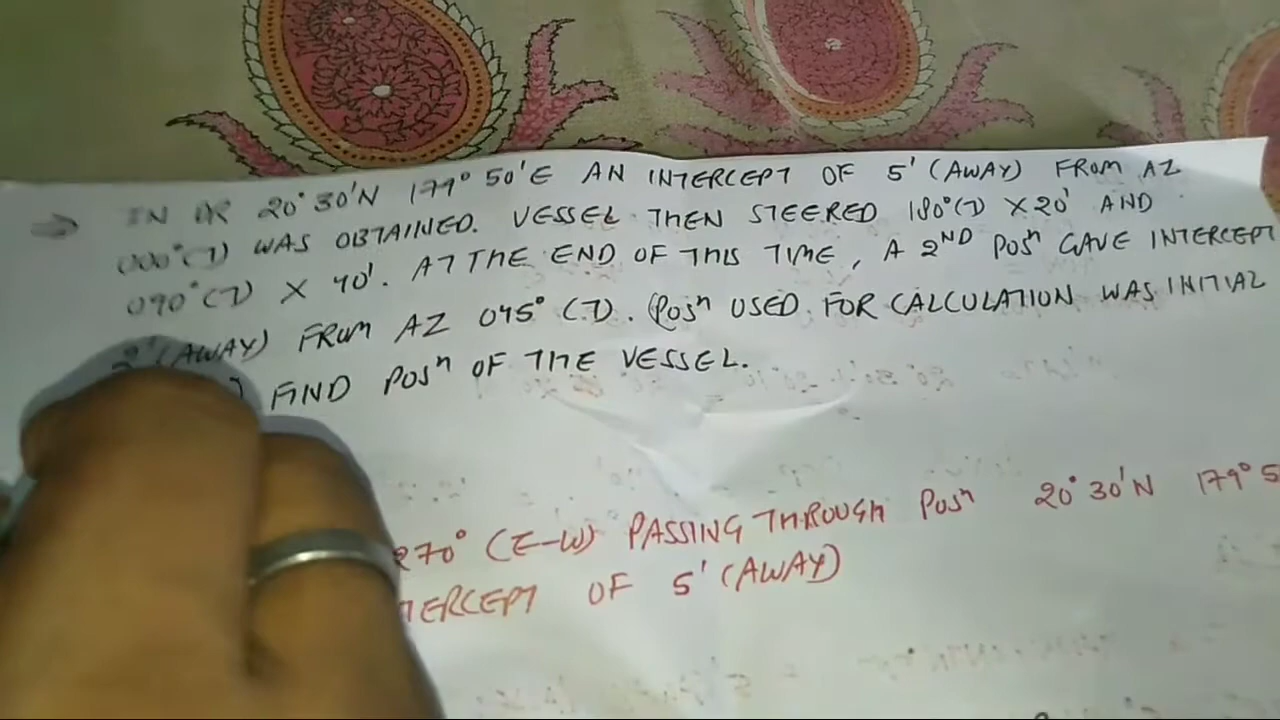 ⇒ IN DR 20° 30'N 179° 50'E AN INTERCEPT OF 5' (AWAY) FROM AZ
000°(T) WAS OBTAINED. VESSEL THEN STEERED 180°(T) X 20' AND
090°(T) X 40'. AT THE END OF THIS TIME, A 2ND POSn GAVE INTERCEPT
(AWAY) FROM AZ 045° (T). (POSn USED FOR CALCULATION WAS INITIAL
) FIND POSn OF THE VESSEL.
270° (E-W) PASSING THROUGH POSn 20° 30'N 179° 5
TERCEPT OF 5' (AWAY)